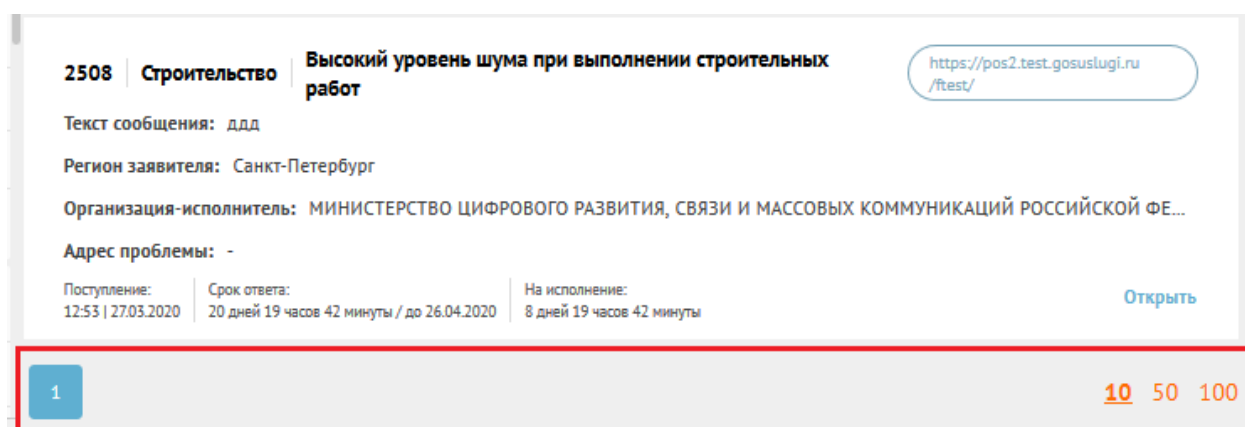 2508 Строительство Высокий уровень шума при выполнении строительных
работ
https://pos2.test.gosuslugi.ru
/ftest/
Текст сообщения: ддд
Регион заявителя: Санкт-Петербург
Организация-исполнитель: МИНИСТЕРСТВО ЦИФРОВОГО РАЗВИТИЯ, СВЯЗИ И МАССОВЫХ КОММУНИКАЦИЙ РОССИЙСКОЙ ФЕ...
Адрес проблемы: -
Поступление: Срок ответа: На исполнение:
12:53 | 27.03.2020 20 дней 19 часов 42 минуты / до 26.04.2020 8 дней 19 часов 42 минуты
Открыть
1 10 50 100